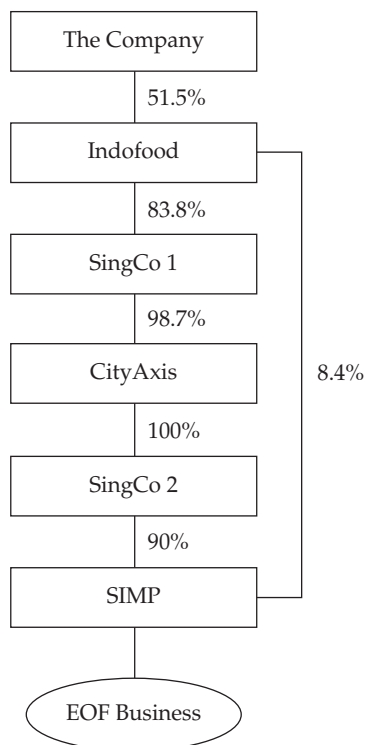 The Company
51.5%
Indofood
83.8%
SingCo 1
98.7%
CityAxis
8.4%
100%
SingCo 2
90%
SIMP
EOF Business